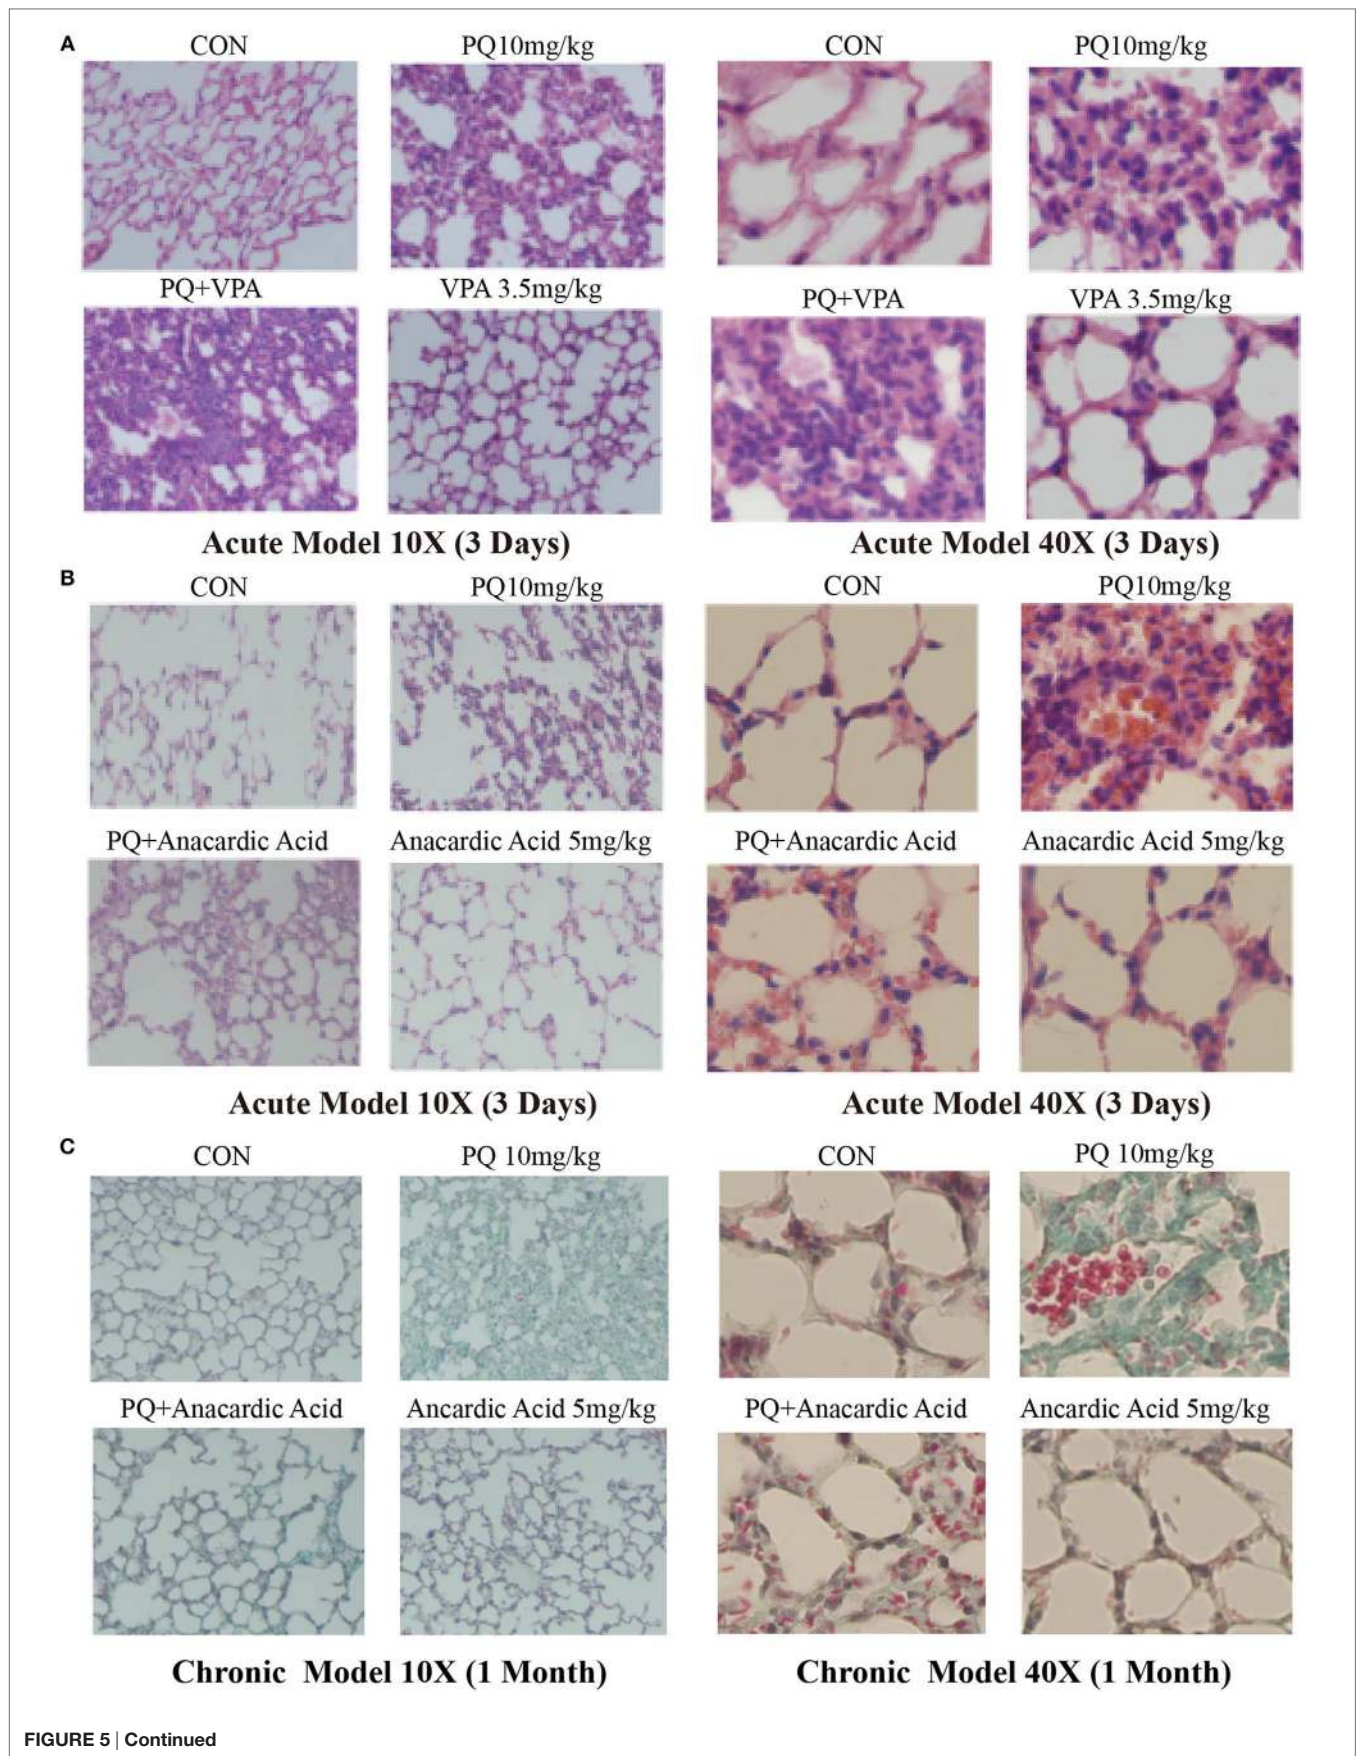 A
CON
PQ10mg/kg
CON
PQ10mg/kg
PQ+VPA
VPA 3.5mg/kg
PQ+VPA
VPA 3.5mg/kg
Acute Model 10X (3 Days)
Acute Model 40X (3 Days)
B
CON
PQ10mg/kg
CON
PQ10mg/kg
PQ+Anacardic Acid
Anacardic Acid 5mg/kg
PQ+Anacardic Acid
Anacardic Acid 5mg/kg
Acute Model 10X (3 Days)
Acute Model 40X (3 Days)
C
CON
PQ 10mg/kg
CON
PQ 10mg/kg
PQ+Anacardic Acid
Ancardic Acid 5mg/kg
PQ+Anacardic Acid
Ancardic Acid 5mg/kg
Chronic Model 10X (1 Month)
Chronic Model 40X (1 Month)
FIGURE 5 | Continued